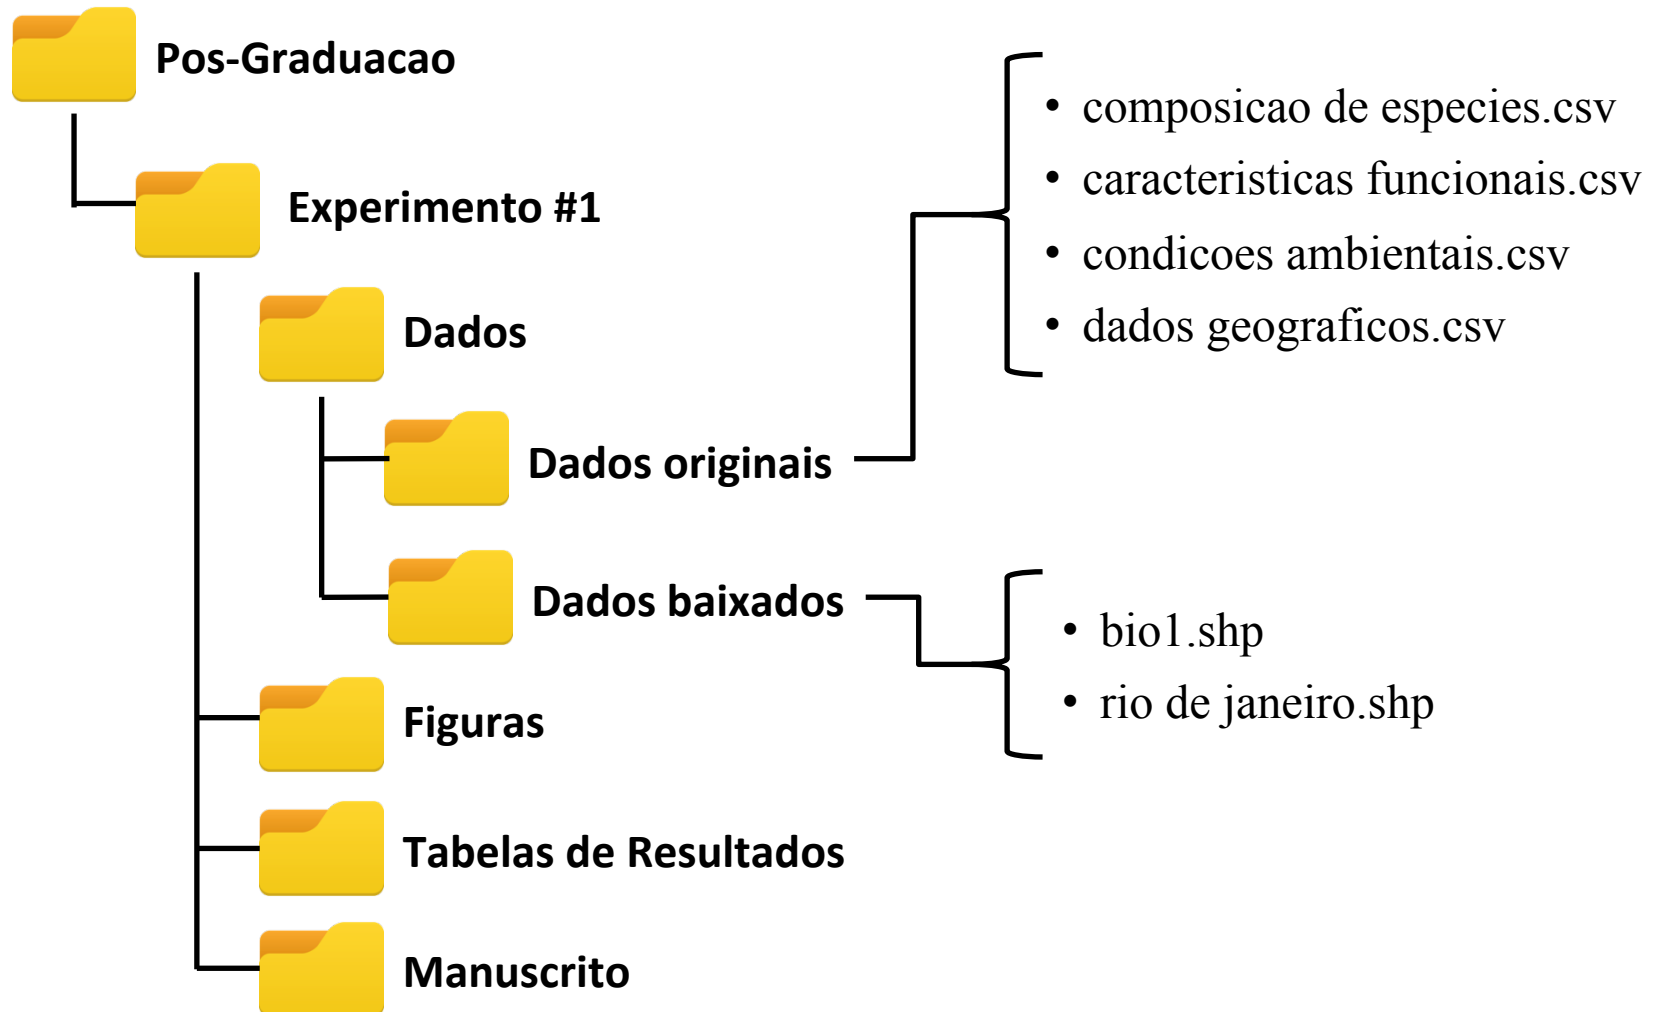 Pos-Graduacao
Experimento #1
Dados
Dados originais
• composicao de especies.csv
• caracteristicas funcionais.csv
• condicoes ambientais.csv
• dados geograficos.csv
Dados baixados
• bio1.shp
• rio de janeiro.shp
Figuras
Tabelas de Resultados
Manuscrito